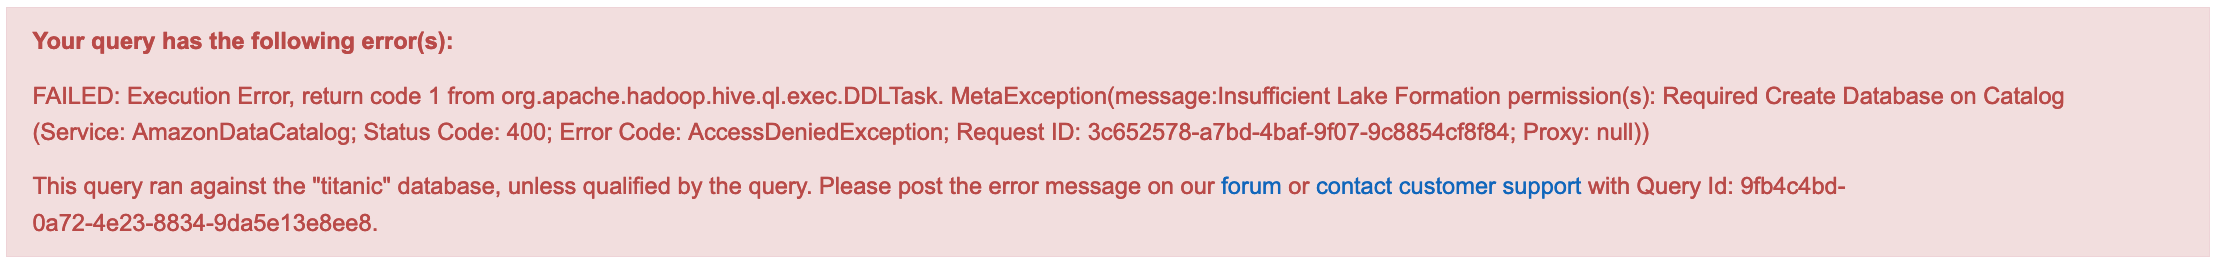 Your query has the following error(s):
FAILED: Execution Error, return code 1 from org.apache.hadoop.hive.ql.exec.DDLTask. MetaException(message:Insufficient Lake Formation permission(s): Required Create Database on Catalog
(Service: AmazonDataCatalog; Status Code: 400; Error Code: AccessDeniedException; Request ID: 3c652578-a7bd-4baf-9f07-9c8854cf8f84; Proxy: null))
This query ran against the "titanic" database, unless qualified by the query. Please post the error message on our forum or contact customer support with Query Id: 9fb4c4bd-
0a72-4e23-8834-9da5e13e8ee8.